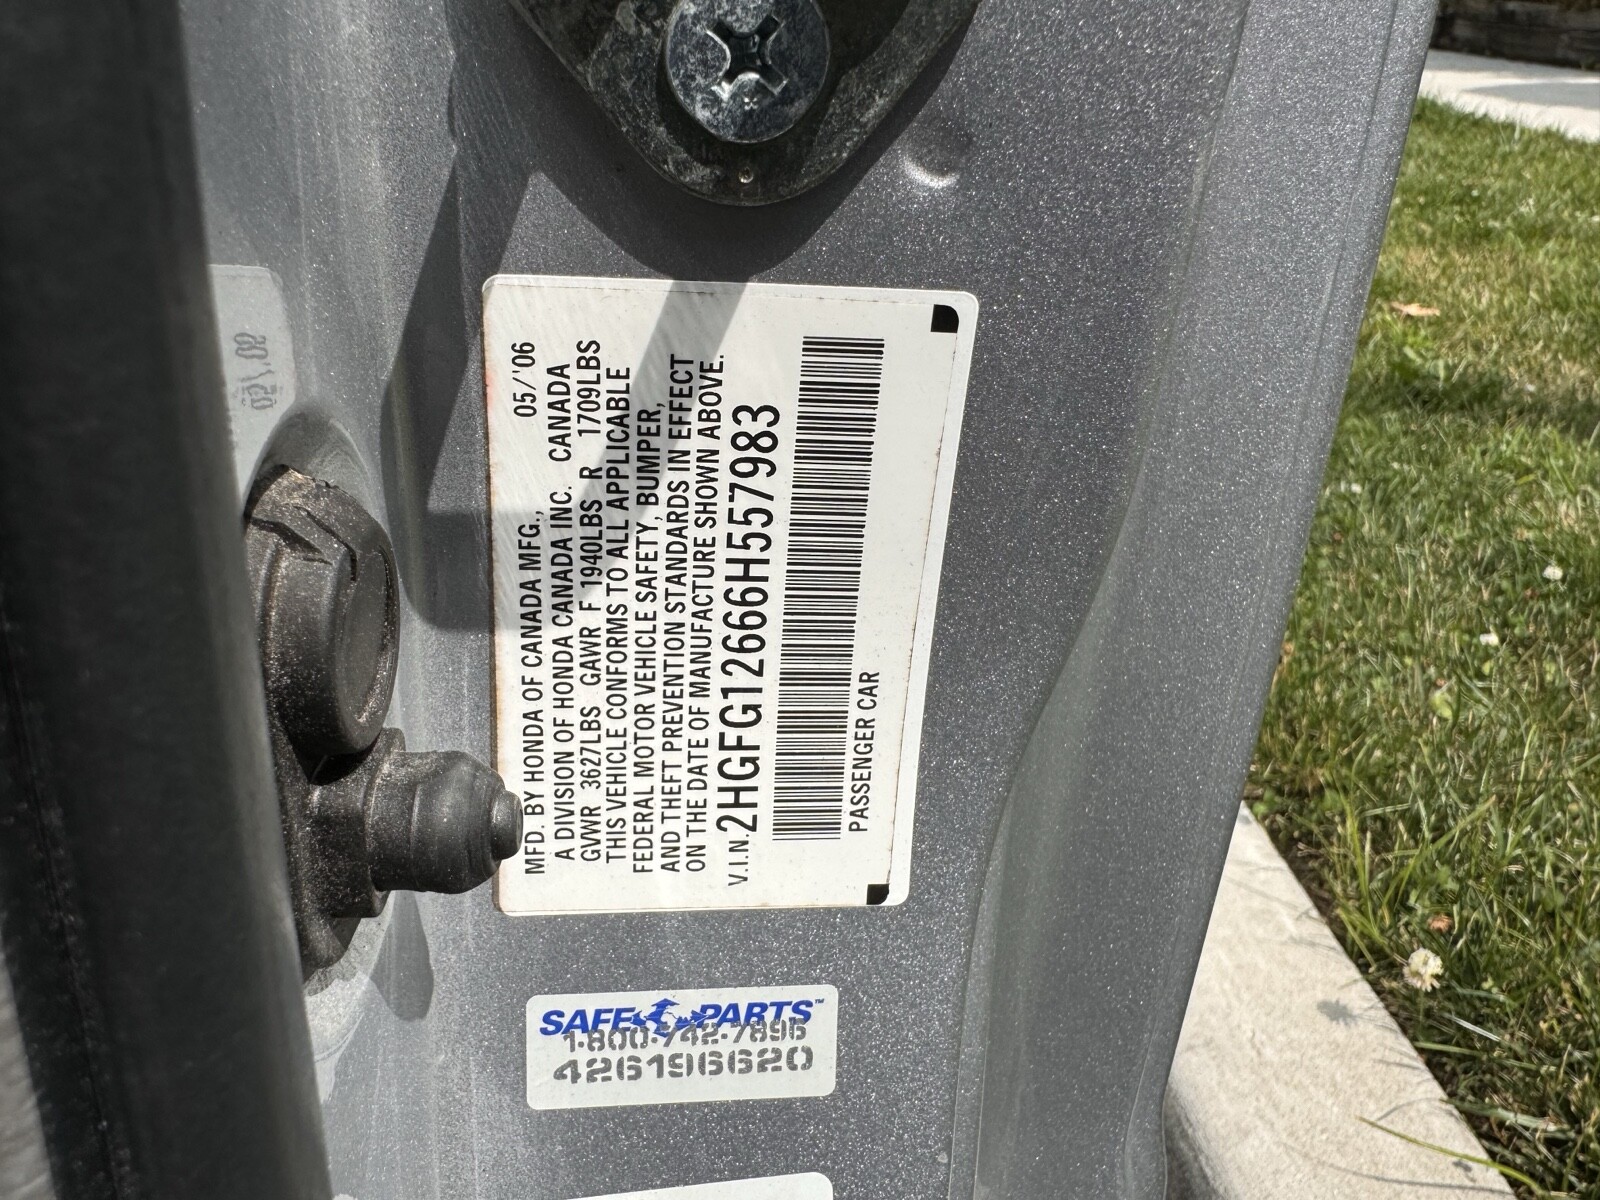 05/'06
MFD. BY HONDA OF CANADA MFG.,
A DIVISION OF HONDA CANADA INC. CANADA
GVWR 3627LBS GAWR F 1940LBS R 1709LBS
THIS VEHICLE CONFORMS TO ALL APPLICABLE
FEDERAL MOTOR VEHICLE SAFETY, BUMPER,
AND THEFT PREVENTION STANDARDS IN EFFECT
ON THE DATE OF MANUFACTURE SHOWN ABOVE.
V.I.N. 2HGFG12666H557983
PASSENGER CAR
SAFE PARTS™
1-800-742-7896
426196620